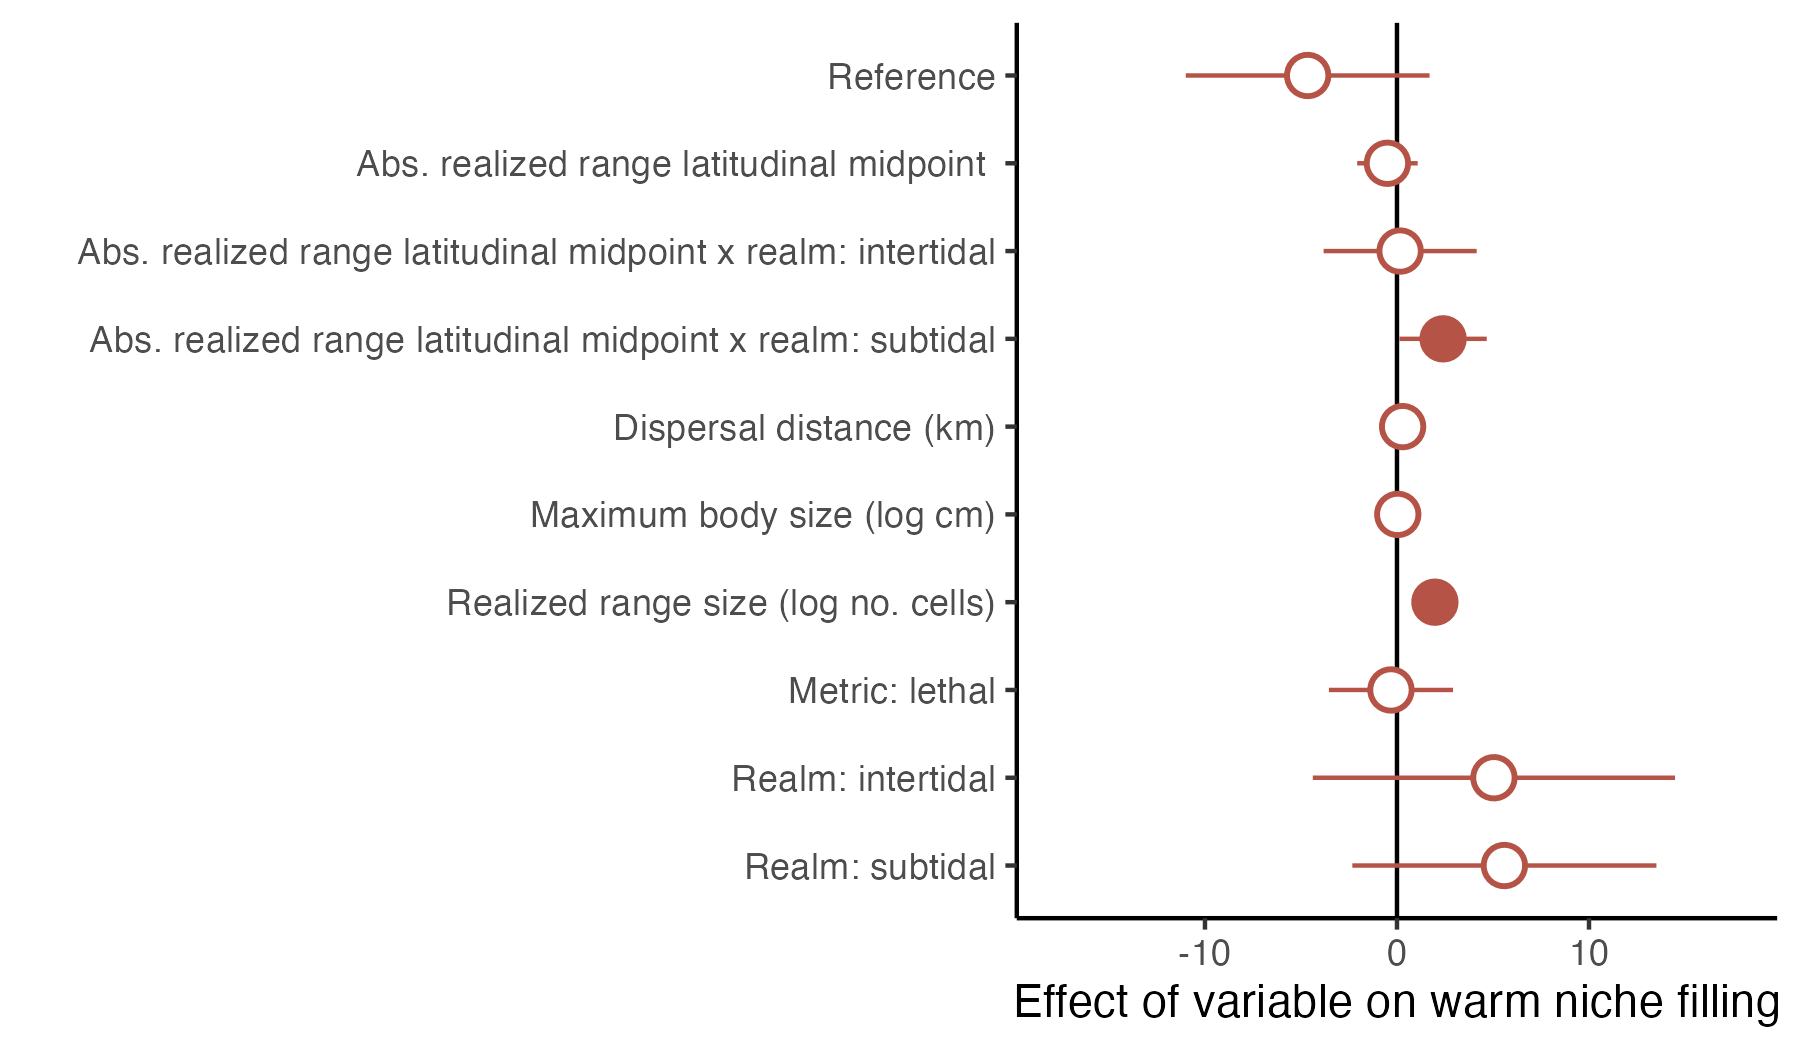 Reference
Abs. realized range latitudinal midpoint
Abs. realized range latitudinal midpoint x realm: intertidal
Abs. realized range latitudinal midpoint x realm: subtidal
Dispersal distance (km)
Maximum body size (log cm)
Realized range size (log no. cells)
Metric: lethal
Realm: intertidal
Realm: subtidal
-10 0 10
Effect of variable on warm niche filling